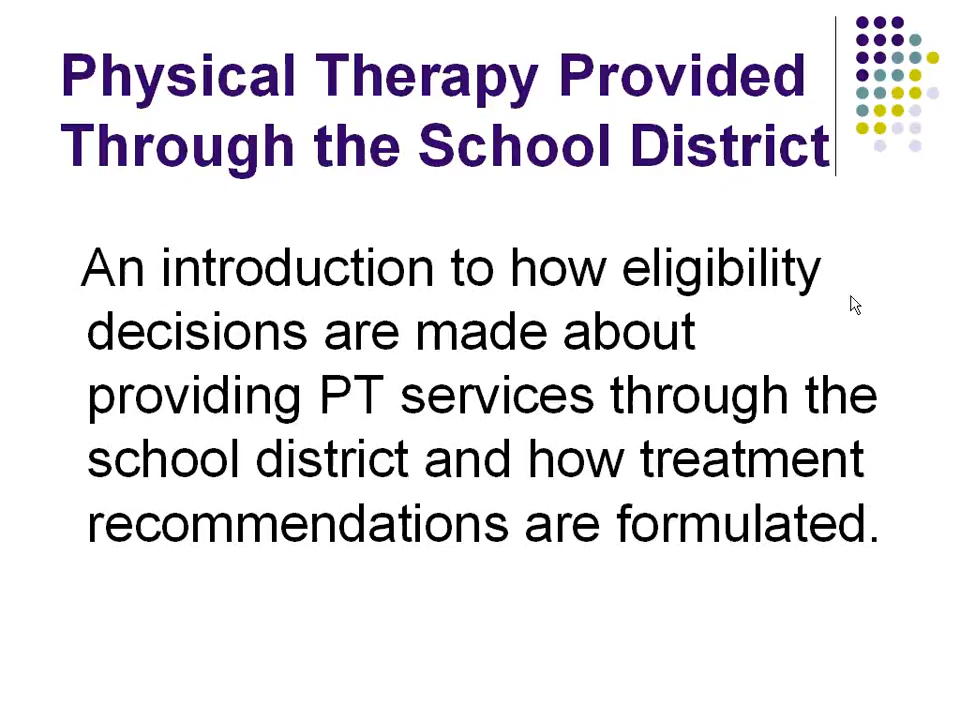 Physical Therapy Provided
Through the School District
An introduction to how eligibility
decisions are made about
providing PT services through the
school district and how treatment
recommendations are formulated.